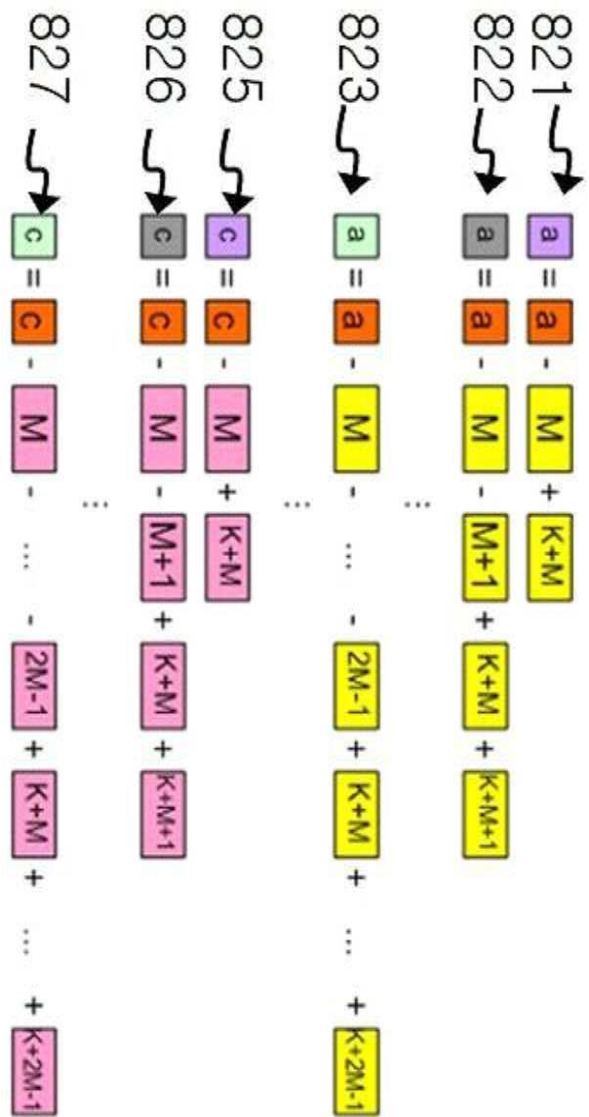 821 a = a - M + K+M
822 a = a - M - M+1 + K+M + K+M+1
...
823 a = a - M - ... - 2M-1 + K+M + ... + K+2M-1
...
825 c = c - M + K+M
826 c = c - M - M+1 + K+M + K+M+1
...
827 c = c - M - ... - 2M-1 + K+M + ... + K+2M-1